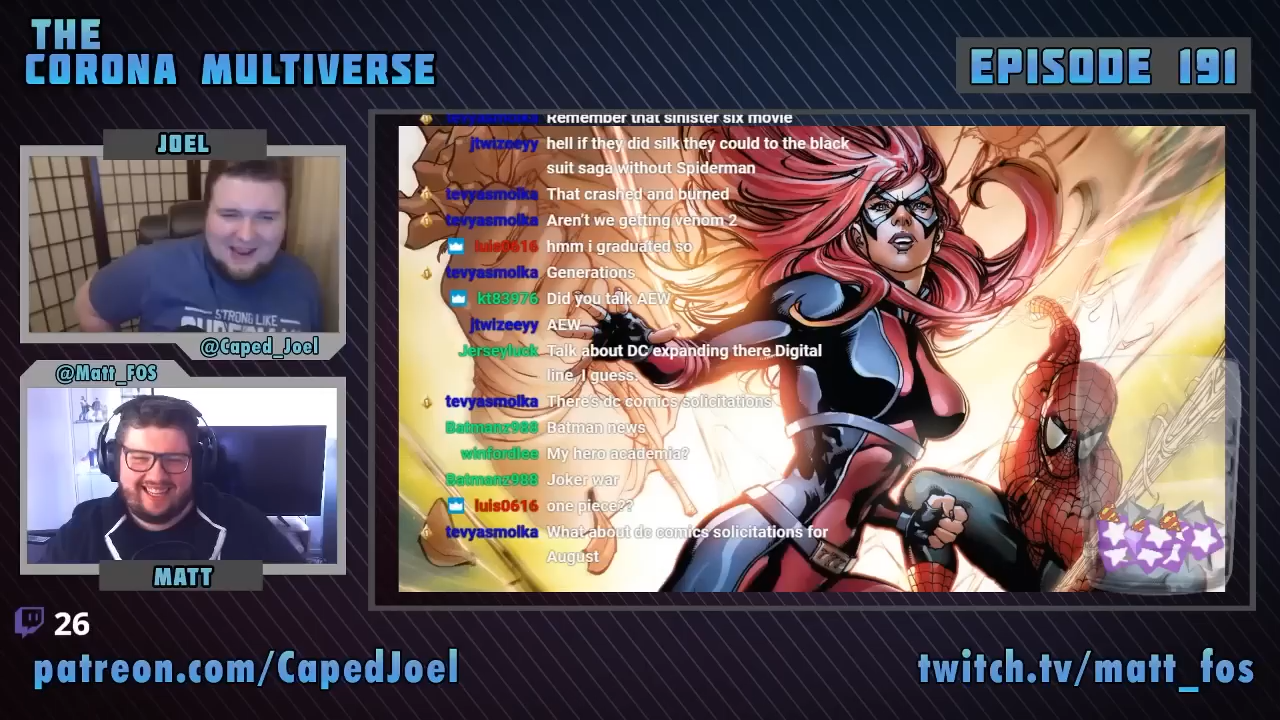 THE
CORONA MULTIVERSE
EPISODE 191
JOEL
STRONG LIKE
@Caped_Joel
@Matt_FOS
MATT
tevyasmolka Remember that sinister six movie
jtwizeeyy hell if they did silk they could to the black
suit saga without Spiderman
tevyasmolka That crashed and burned
tevyasmolka Aren't we getting venom 2
luis0616 hmm i graduated so
tevyasmolka Generations
kt83976 Did you talk AEW
jtwizeeyy AEW
Jerseyluck Talk about DC expanding there Digital
line, I guess.
tevyasmolka There's dc comics solicitations
Batmanz988 Batman news
winfordlee My hero academia?
Batmanz988 Joker war
luis0616 one piece??
tevyasmolka What about dc comics solicitations for
August
26
patreon.com/CapedJoel
twitch.tv/matt_fos